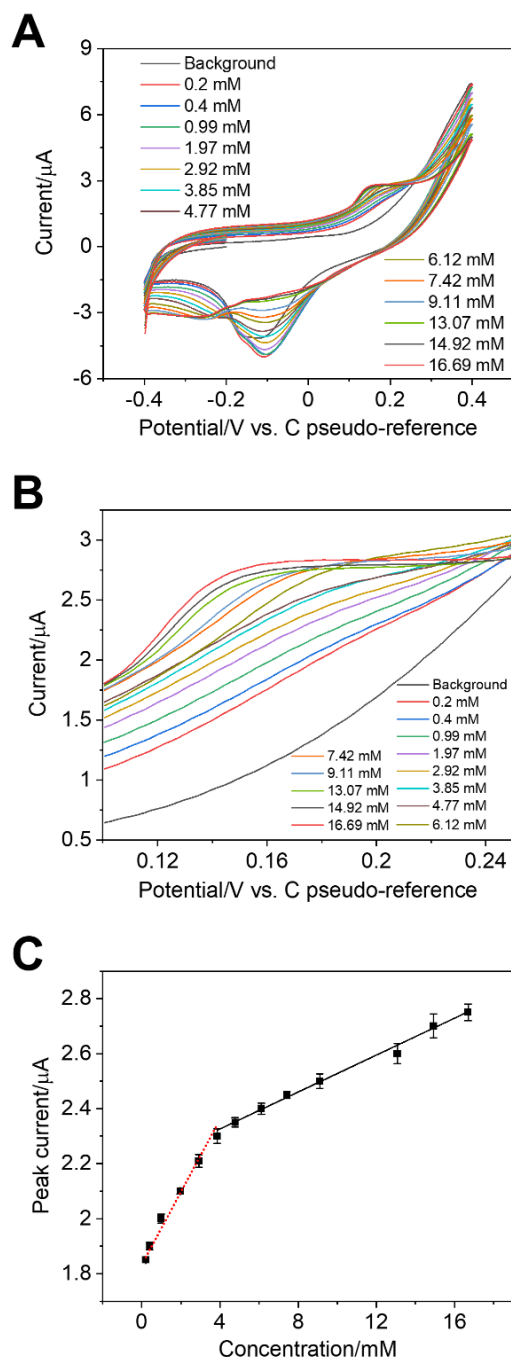 A
9
6
3
0
-3
-6
Current/µA
Background
0.2 mM
0.4 mM
0.99 mM
1.97 mM
2.92 mM
3.85 mM
4.77 mM
6.12 mM
7.42 mM
9.11 mM
13.07 mM
14.92 mM
16.69 mM
-0.4 -0.2 0 0.2 0.4
Potential/V vs. C pseudo-reference
B
3
2.5
2
1.5
1
0.5
Current/µA
Background
0.2 mM
0.4 mM
0.99 mM
1.97 mM
2.92 mM
3.85 mM
4.77 mM
6.12 mM
7.42 mM
9.11 mM
13.07 mM
14.92 mM
16.69 mM
0.12 0.16 0.2 0.24
Potential/V vs. C pseudo-reference
C
2.8
2.6
2.4
2.2
2
1.8
Peak current/µA
0 4 8 12 16
Concentration/mM